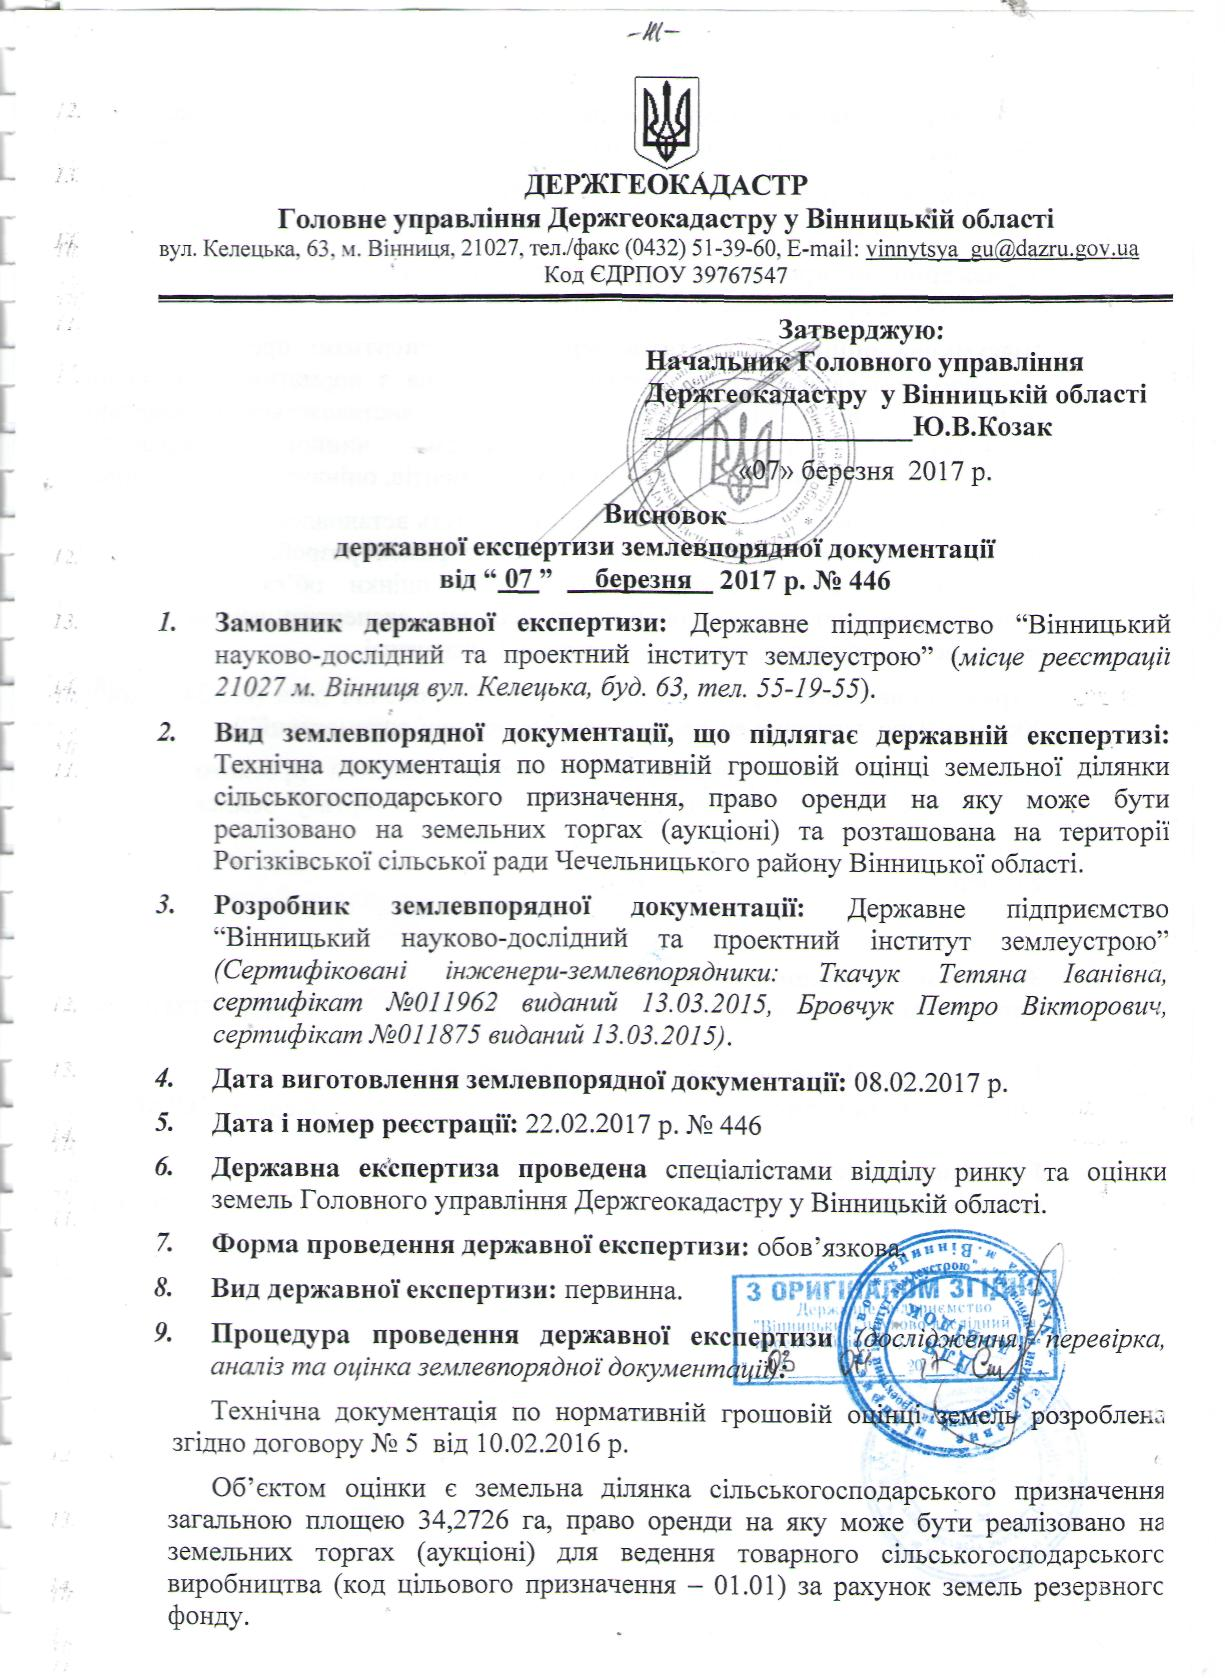 ДЕРЖГЕОКАДАСТР
Головне управління Держгеокадастру у Вінницькій області
вул. Келецька, 63, м. Вінниця, 21027, тел./факс (0432) 51-39-60, E-mail: vinnytsya_gu@dazru.gov.ua
Код ЄДРПОУ 39767547
Затверджую:
Начальник Головного управління
Держгеокадастру у Вінницькій області
Ю.В.Козак
«07» березня 2017 р.
Висновок
державної експертизи землевпорядної документації
від “ 07 ” березня 2017 р. № 446
1. Замовник державної експертизи: Державне підприємство “Вінницький
науково-дослідний та проектний інститут землеустрою” (місце реєстрації
21027 м. Вінниця вул. Келецька, буд. 63, тел. 55-19-55).
2. Вид землевпорядної документації, що підлягає державній експертизі:
Технічна документація по нормативній грошовій оцінці земельної ділянки
сільськогосподарського призначення, право оренди на яку може бути
реалізовано на земельних торгах (аукціоні) та розташована на території
Рогізківської сільської ради Чечельницького району Вінницької області.
3. Розробник землевпорядної документації: Державне підприємство
“Вінницький науково-дослідний та проектний інститут землеустрою”
(Сертифіковані інженери-землевпорядники: Ткачук Тетяна Іванівна,
сертифікат №011962 виданий 13.03.2015, Бровчук Петро Вікторович,
сертифікат №011875 виданий 13.03.2015).
4. Дата виготовлення землевпорядної документації: 08.02.2017 р.
5. Дата і номер реєстрації: 22.02.2017 р. № 446
6. Державна експертиза проведена спеціалістами відділу ринку та оцінки
земель Головного управління Держгеокадастру у Вінницькій області.
7. Форма проведення державної експертизи: обов’язкова.
8. Вид державної експертизи: первинна.
З ОРИГІНАЛОМ ЗГІДНО
Державне підприємство
9. Процедура проведення державної експертизи (дослідження, перевірка,
аналіз та оцінка землевпорядної документації):
Технічна документація по нормативній грошовій оцінці земель розроблена
згідно договору № 5 від 10.02.2016 р.
Об’єктом оцінки є земельна ділянка сільськогосподарського призначення
загальною площею 34,2726 га, право оренди на яку може бути реалізовано на
земельних торгах (аукціоні) для ведення товарного сільськогосподарського
виробництва (код цільового призначення – 01.01) за рахунок земель резервного
фонду.